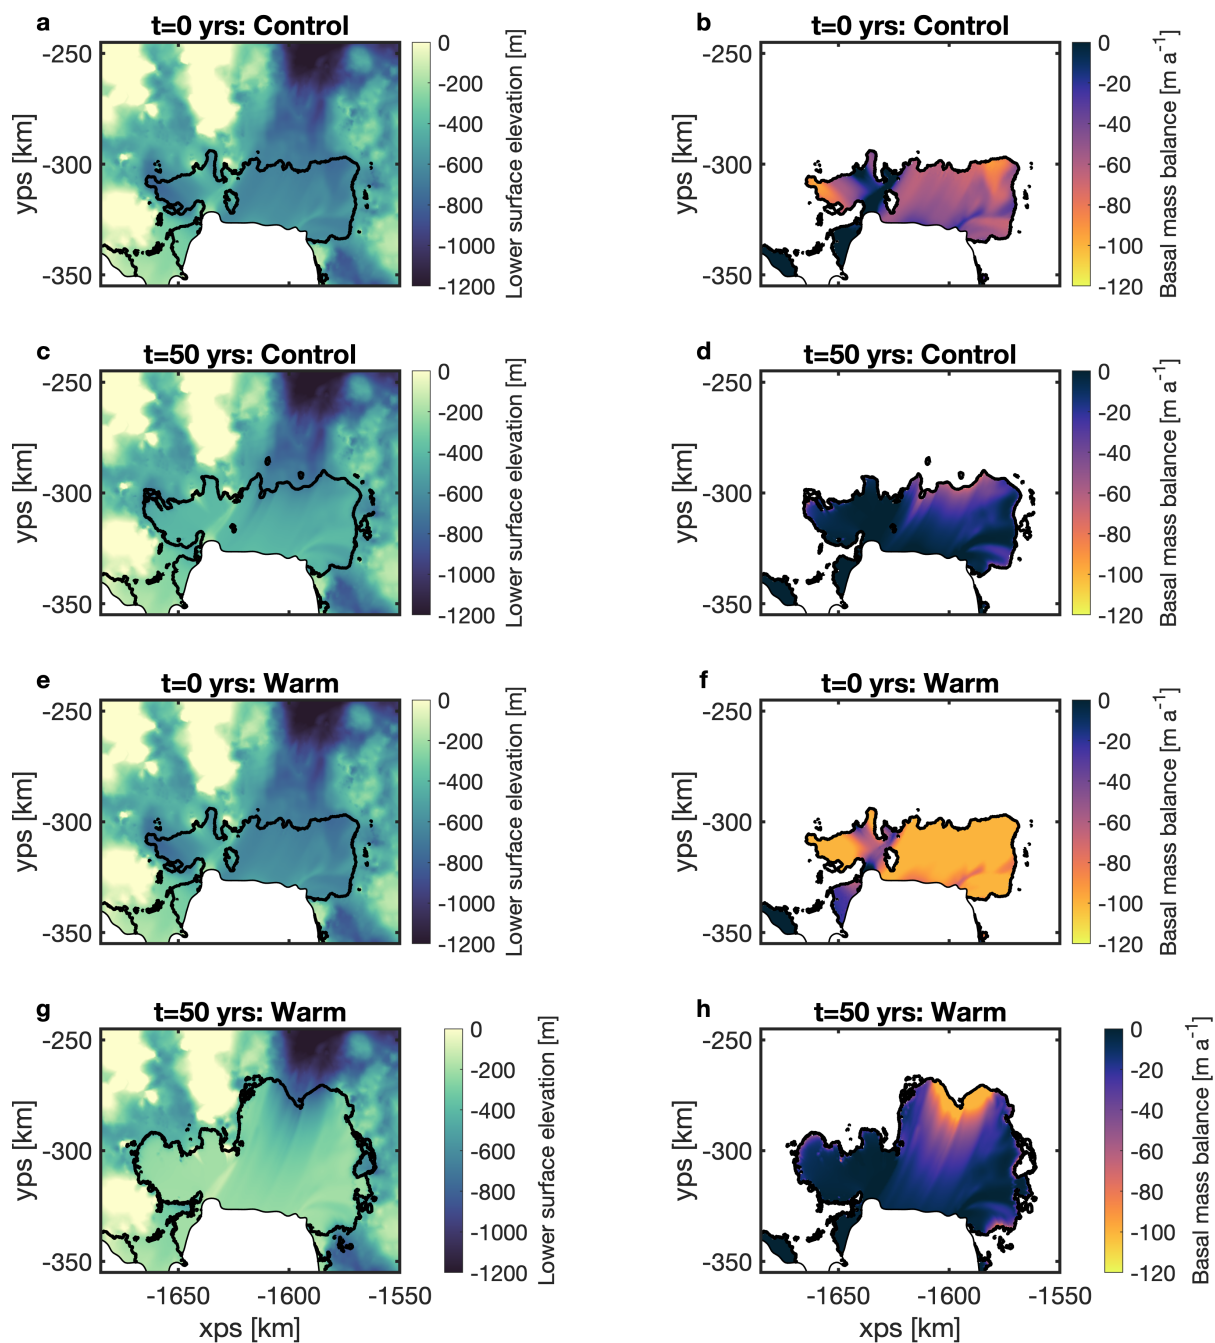 a
t=0 yrs: Control
-250
-300
-350
yps [km]
0
-200
-400
-600
-800
-1000
-1200
Lower surface elevation [m]
b
t=0 yrs: Control
-250
-300
-350
yps [km]
0
-20
-40
-60
-80
-100
-120
Basal mass balance [m a⁻¹]
c
t=50 yrs: Control
-250
-300
-350
yps [km]
0
-200
-400
-600
-800
-1000
-1200
Lower surface elevation [m]
d
t=50 yrs: Control
-250
-300
-350
yps [km]
0
-20
-40
-60
-80
-100
-120
Basal mass balance [m a⁻¹]
e
t=0 yrs: Warm
-250
-300
-350
yps [km]
0
-200
-400
-600
-800
-1000
-1200
Lower surface elevation [m]
f
t=0 yrs: Warm
-250
-300
-350
yps [km]
0
-20
-40
-60
-80
-100
-120
Basal mass balance [m a⁻¹]
g
t=50 yrs: Warm
-250
-300
-350
yps [km]
-1650
-1600
-1550
xps [km]
0
-200
-400
-600
-800
-1000
-1200
Lower surface elevation [m]
h
t=50 yrs: Warm
-250
-300
-350
yps [km]
-1650
-1600
-1550
xps [km]
0
-20
-40
-60
-80
-100
-120
Basal mass balance [m a⁻¹]